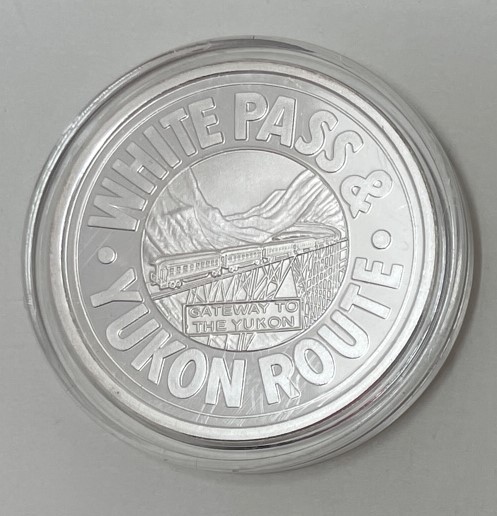 WHITE PASS &
YUKON ROUTE
GATEWAY TO
THE YUKON